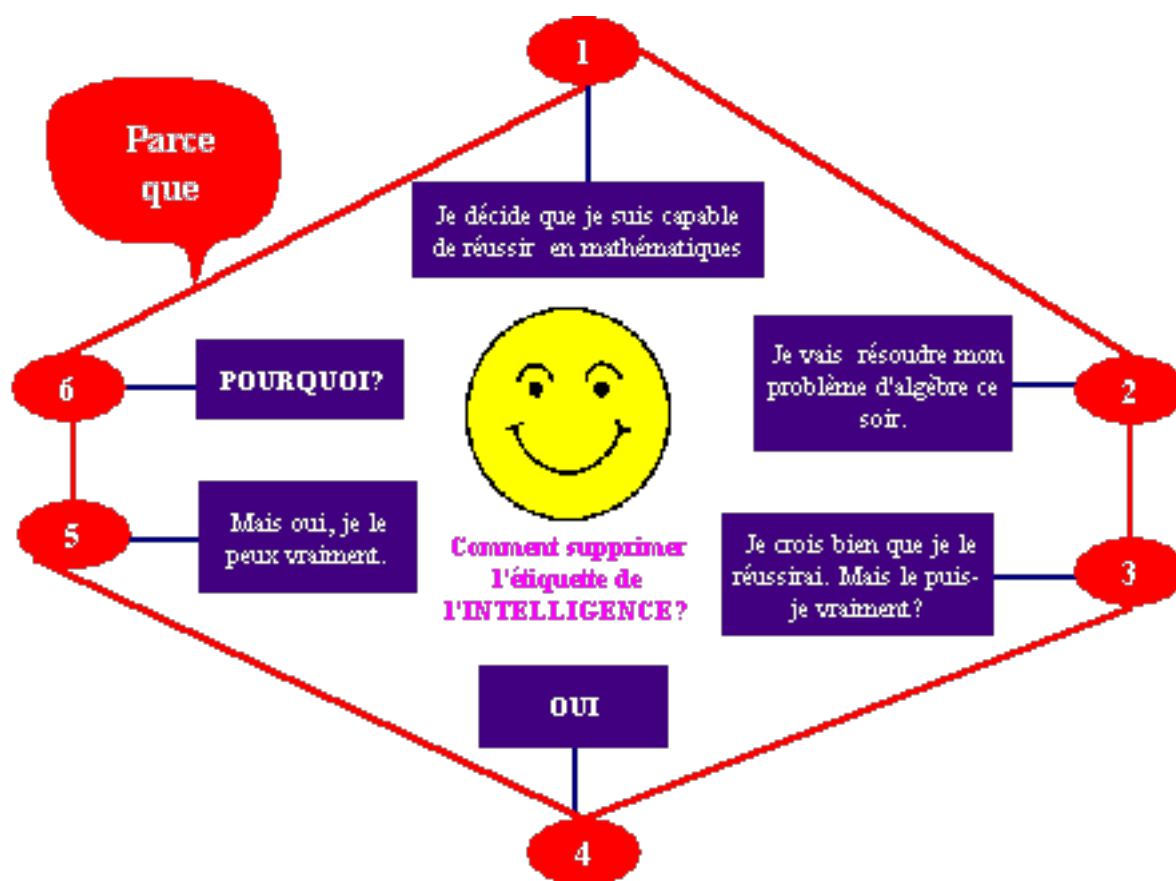 1
Je décide que je suis capable
de réussir en mathématiques
2
Je vais résoudre mon
problème d'algèbre ce
soir.
3
Je crois bien que je le
réussirai. Mais le puis-
je vraiment?
4
OUI
5
Mais oui, je le
peux vraiment.
6
POURQUOI?
Parce
que
Comment supprimer
l'étiquette de
l'INTELLIGENCE?